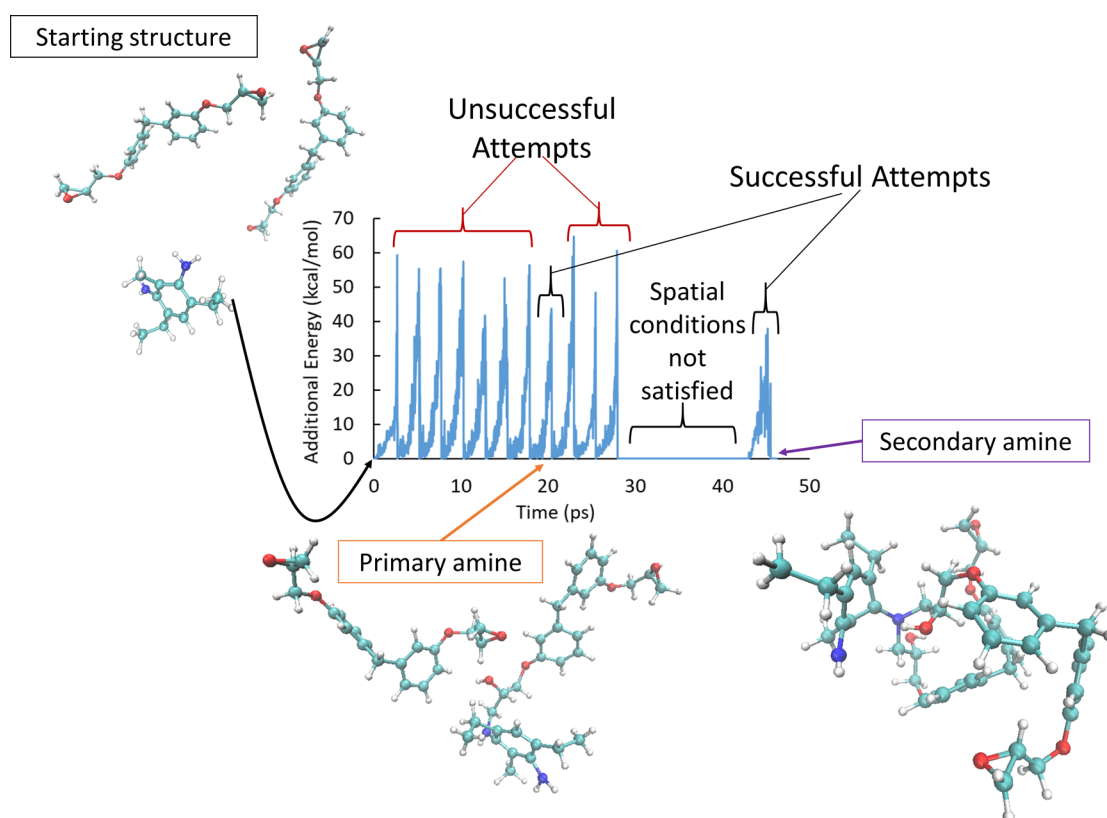 Starting structure
Unsuccessful
Attempts
Successful Attempts
Additional Energy (kcal/mol)
70
60
50
40
30
20
10
0
Spatial
conditions
not
satisfied
Secondary amine
0
10
20
30
40
50
Time (ps)
Primary amine